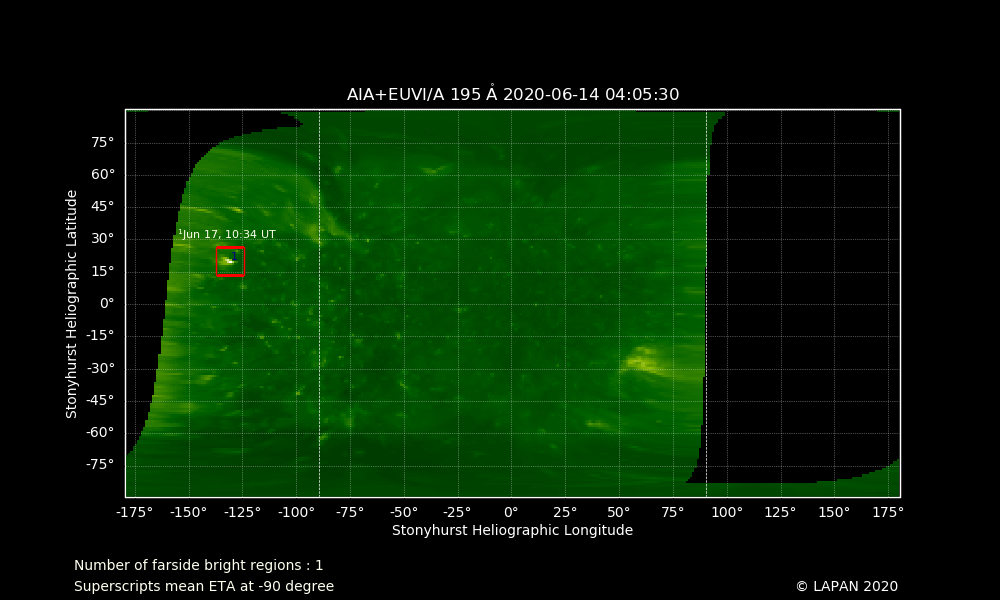 AIA+EUVI/A 195 Å 2020-06-14 04:05:30
75°
60°
45°
30°
15°
0°
-15°
-30°
-45°
-60°
-75°
Stonyhurst Heliographic Latitude
¹Jun 17, 10:34 UT
1
-175° -150° -125° -100° -75° -50° -25° 0° 25° 50° 75° 100° 125° 150° 175°
Stonyhurst Heliographic Longitude
Number of farside bright regions : 1
Superscripts mean ETA at -90 degree
© LAPAN 2020